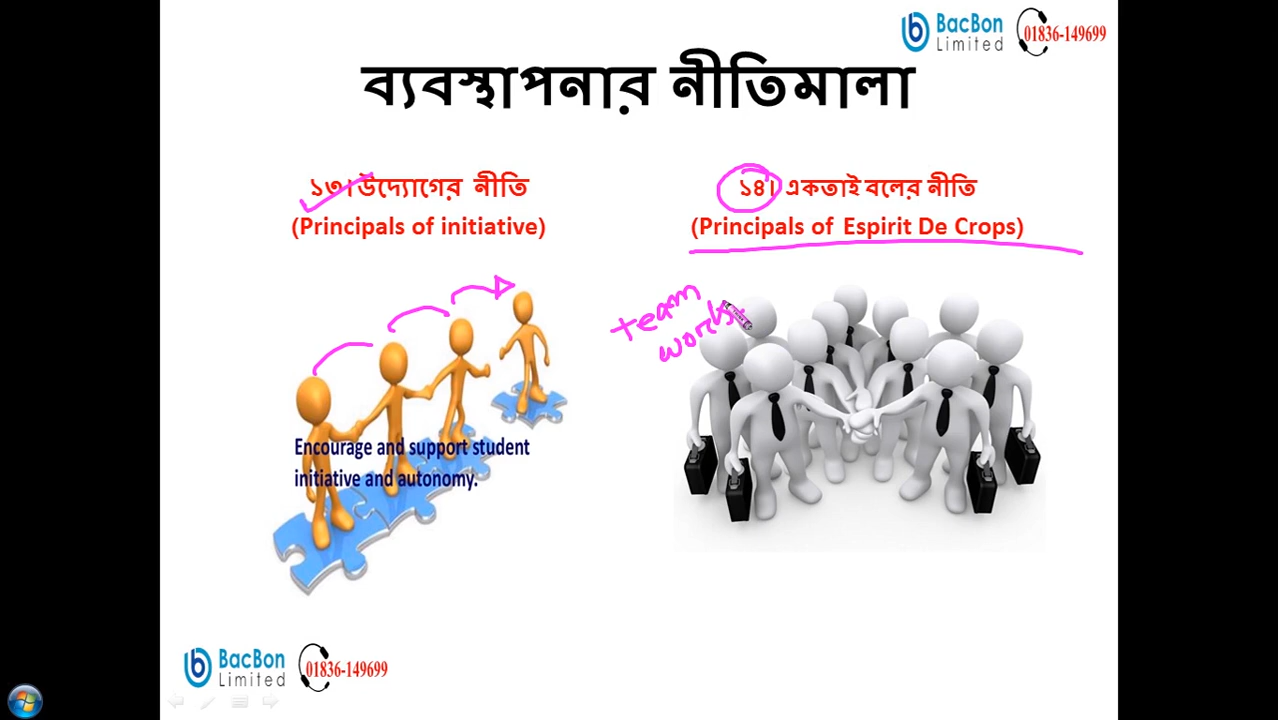 BacBon
Limited
01836-149699
ব্যবস্থাপনার নীতিমালা
১৩। উদ্যোগের নীতি
(Principals of initiative)
১৪। একতাই বলের নীতি
(Principals of Espirit De Crops)
team
Encourage and support student
initiative and autonomy.
BacBon
Limited
01836-149699